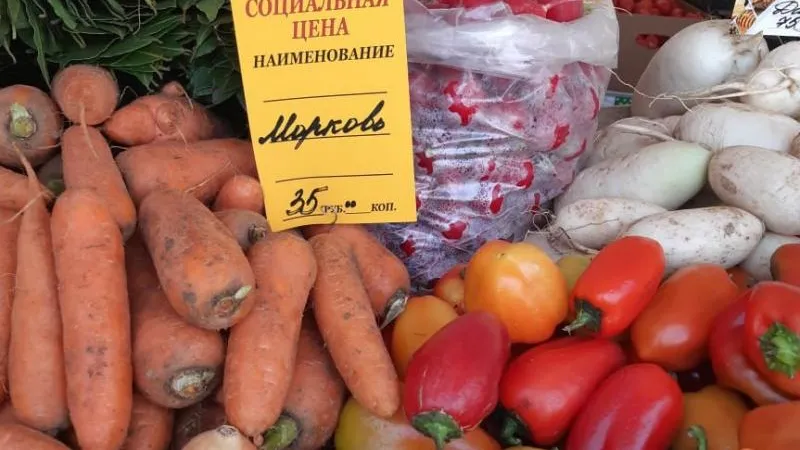 СОЦИАЛЬНАЯ
ЦЕНА
НАИМЕНОВАНИЕ
Морковь
35 РУБ.== КОП.